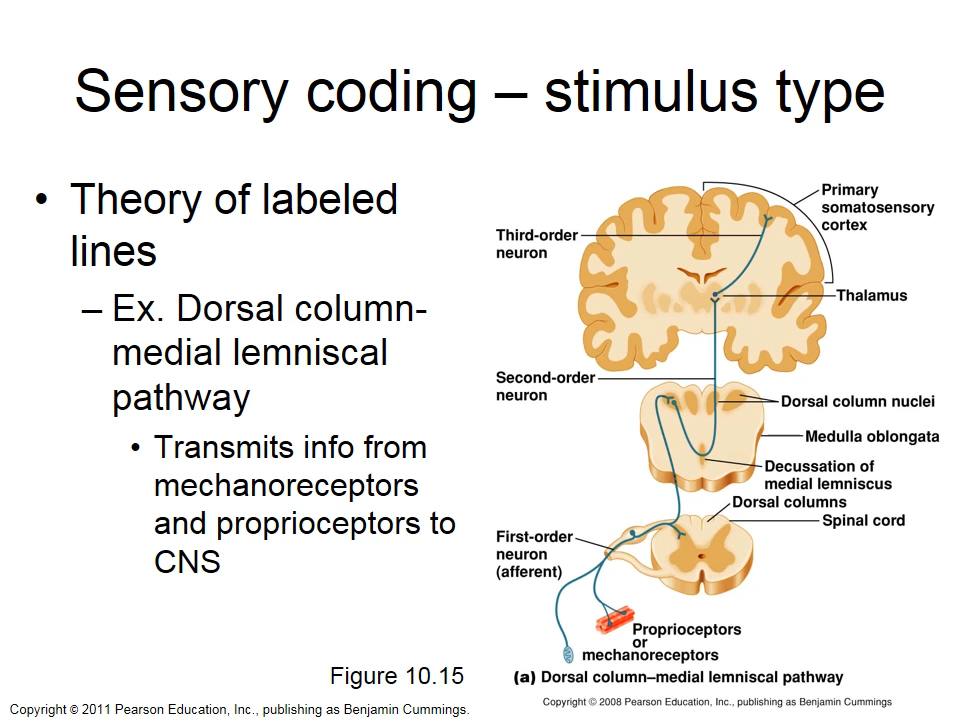 Sensory coding – stimulus type
• Theory of labeled
lines
– Ex. Dorsal column-
medial lemniscal
pathway
• Transmits info from
mechanoreceptors
and proprioceptors to
CNS
Figure 10.15
Copyright © 2011 Pearson Education, Inc., publishing as Benjamin Cummings.
Primary
somatosensory
cortex
Third-order
neuron
Thalamus
Second-order
neuron
Dorsal column nuclei
Medulla oblongata
Decussation of
medial lemniscus
Dorsal columns
Spinal cord
First-order
neuron
(afferent)
Proprioceptors
or
mechanoreceptors
(a) Dorsal column–medial lemniscal pathway
Copyright © 2008 Pearson Education, Inc., publishing as Benjamin Cummings.